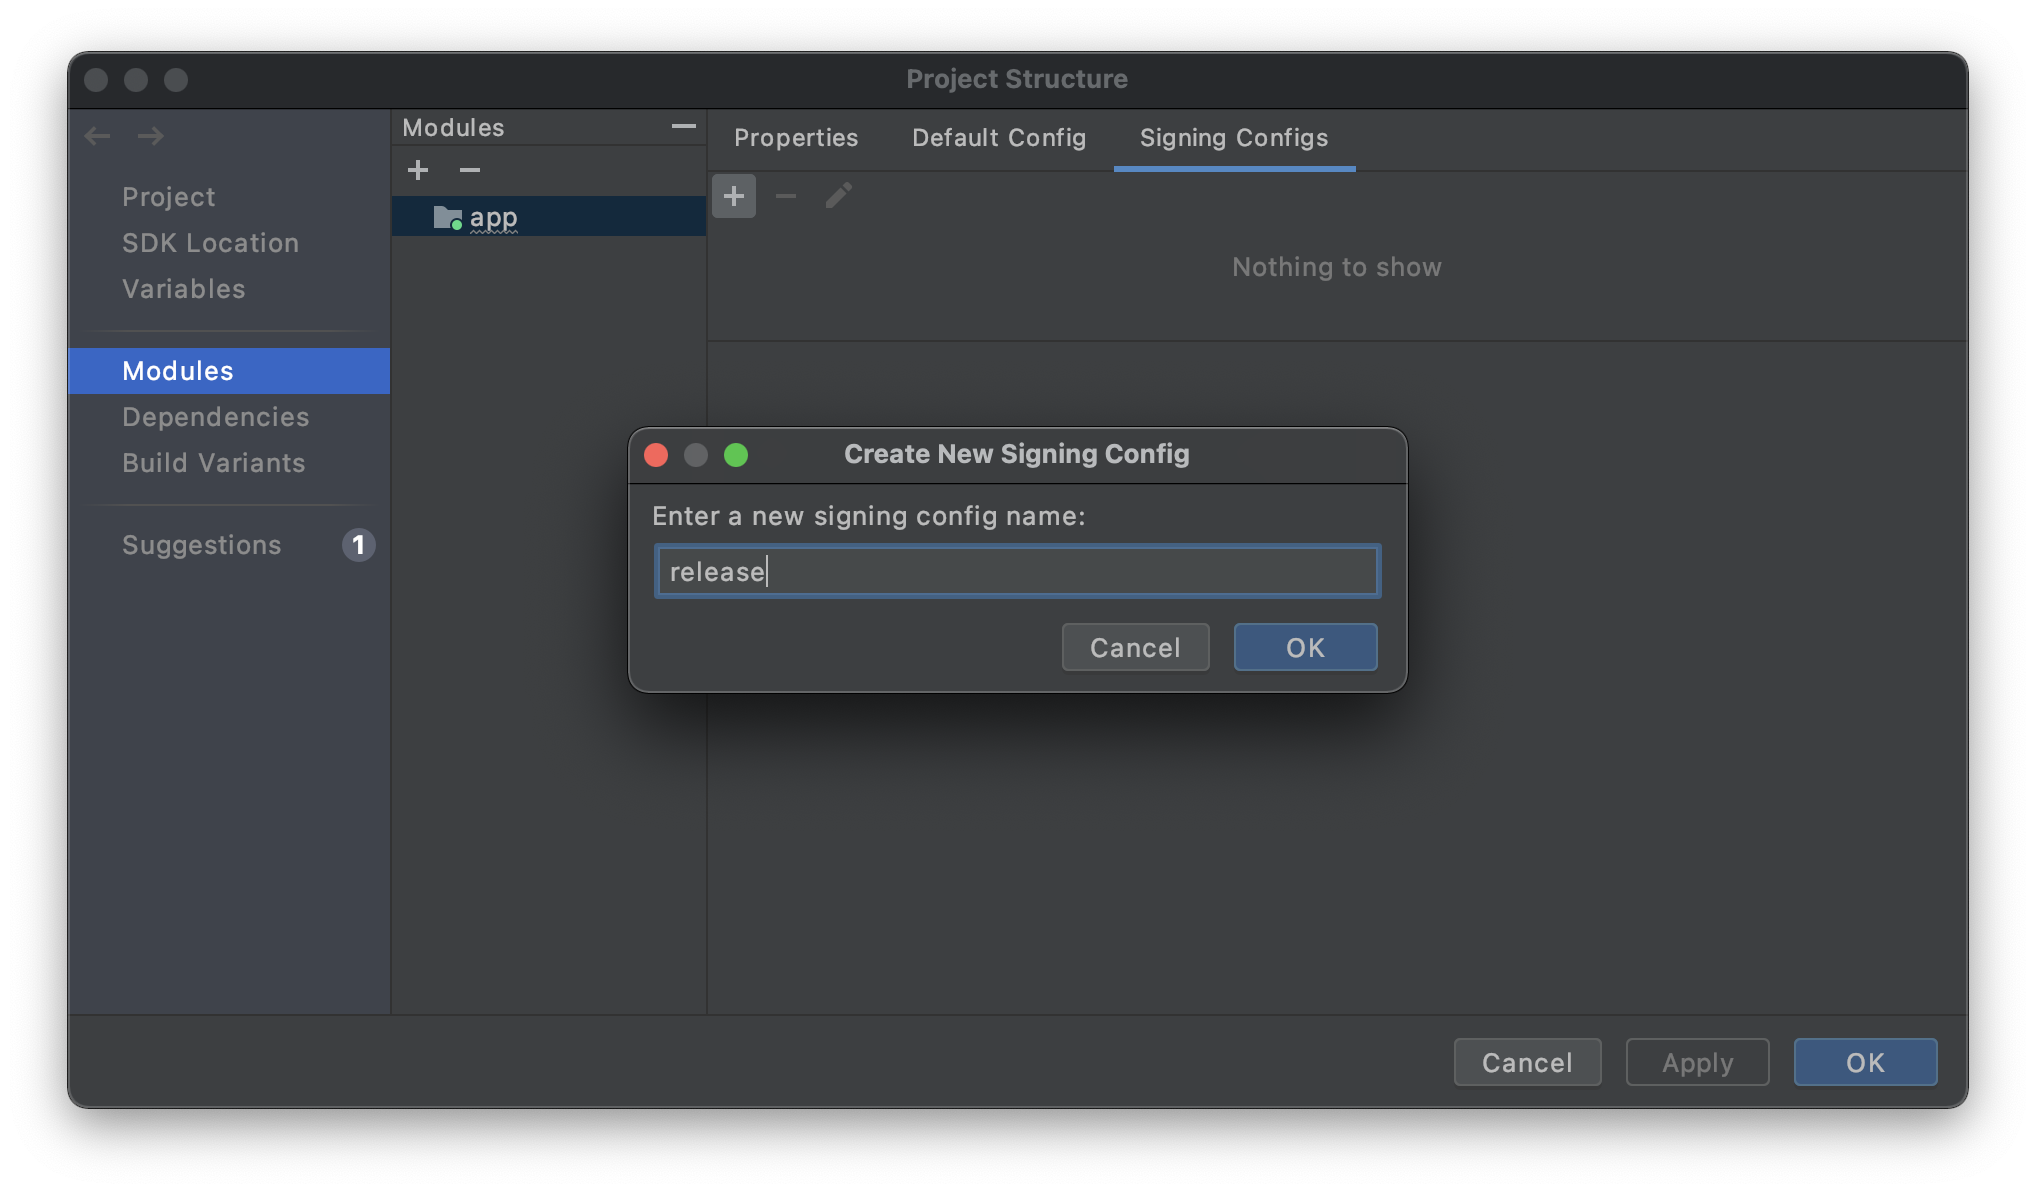 Project Structure
Project
SDK Location
Variables
Modules
Dependencies
Build Variants
Suggestions 1
Modules
app
Properties Default Config Signing Configs
Nothing to show
Create New Signing Config
Enter a new signing config name:
release
Cancel OK
Cancel Apply OK